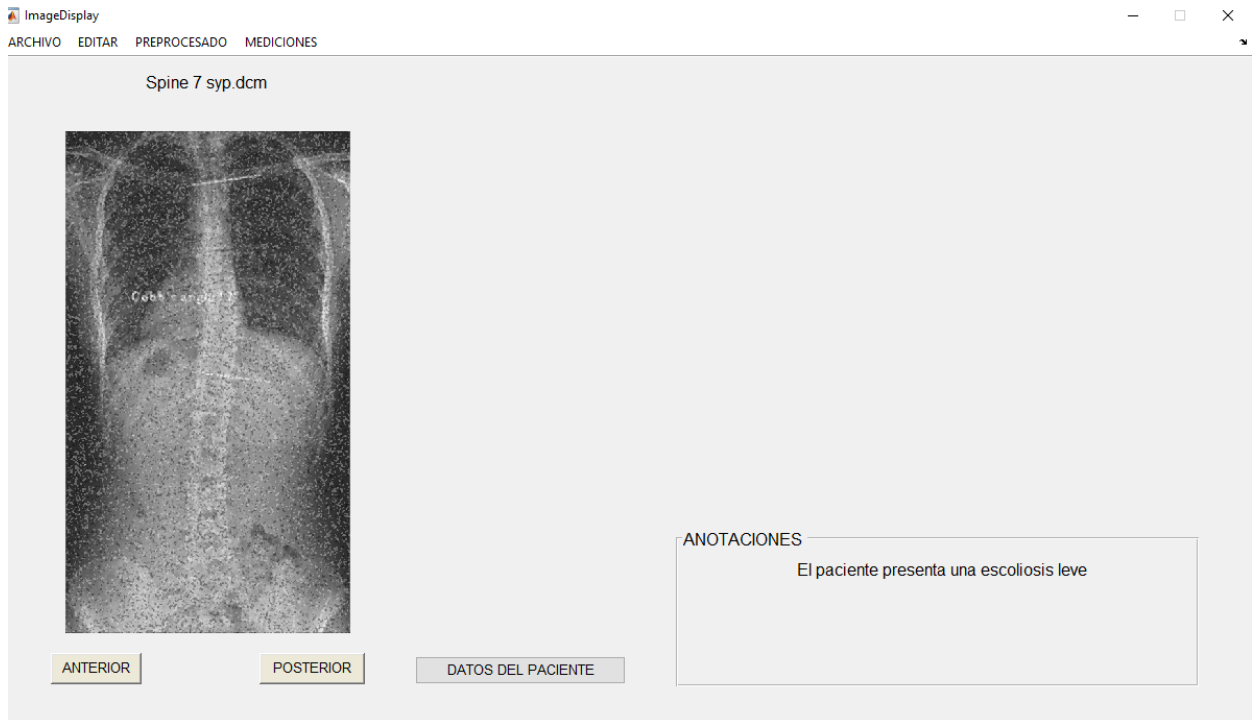 ImageDisplay
ARCHIVO EDITAR PREPROCESADO MEDICIONES
Spine 7 syp.dcm
ANOTACIONES
El paciente presenta una escoliosis leve
ANTERIOR POSTERIOR DATOS DEL PACIENTE